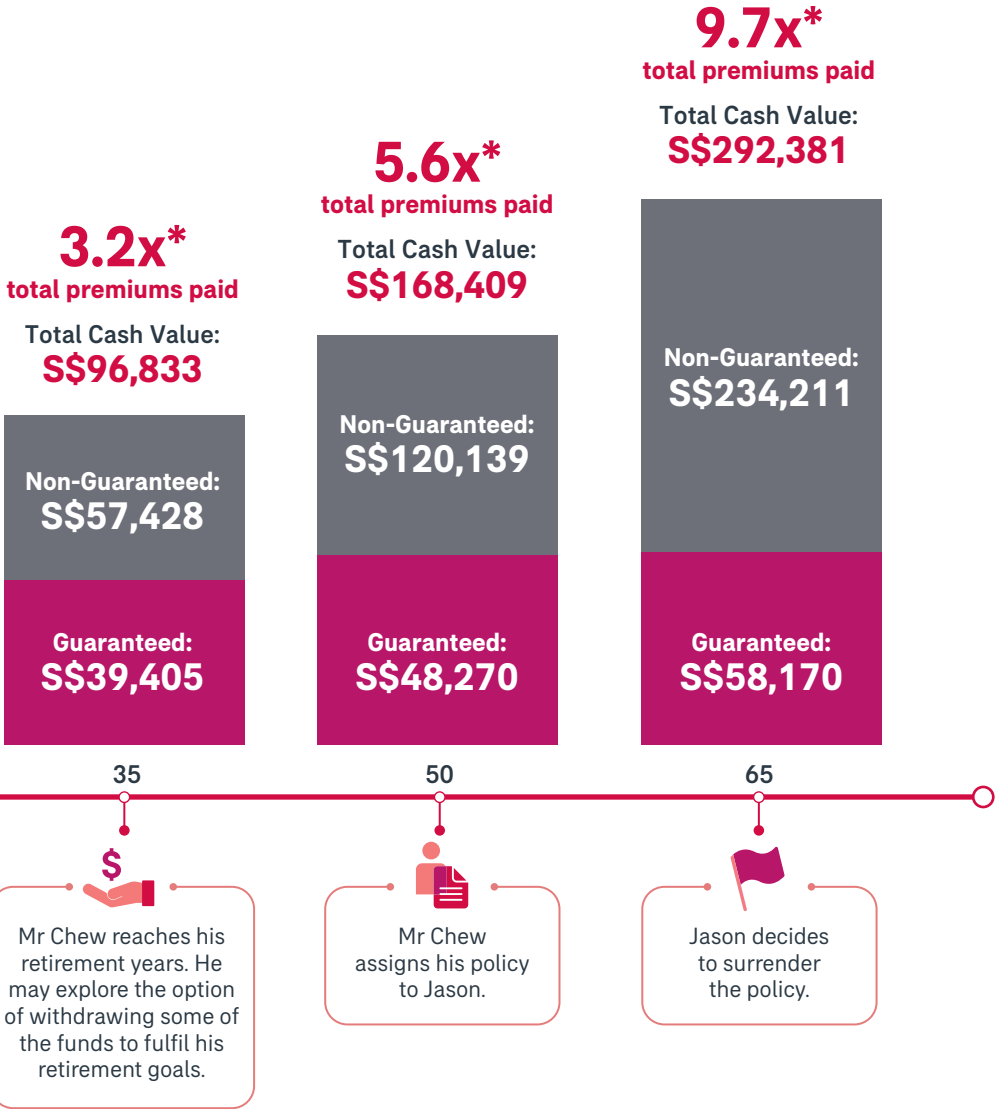 3.2x*
total premiums paid
Total Cash Value:
S$96,833
Non-Guaranteed:
S$57,428
Guaranteed:
S$39,405
35
$
Mr Chew reaches his
retirement years. He
may explore the option
of withdrawing some of
the funds to fulfil his
retirement goals.
5.6x*
total premiums paid
Total Cash Value:
S$168,409
Non-Guaranteed:
S$120,139
Guaranteed:
S$48,270
50
Mr Chew
assigns his policy
to Jason.
9.7x*
total premiums paid
Total Cash Value:
S$292,381
Non-Guaranteed:
S$234,211
Guaranteed:
S$58,170
65
Jason decides
to surrender
the policy.